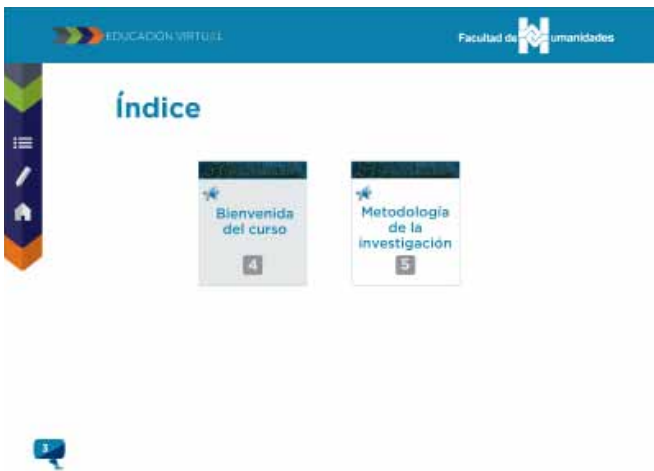 EDUCACIÓN VIRTUAL
Facultad de Humanidades
Índice
Bienvenida
del curso
4
Metodología
de la
investigación
5
3